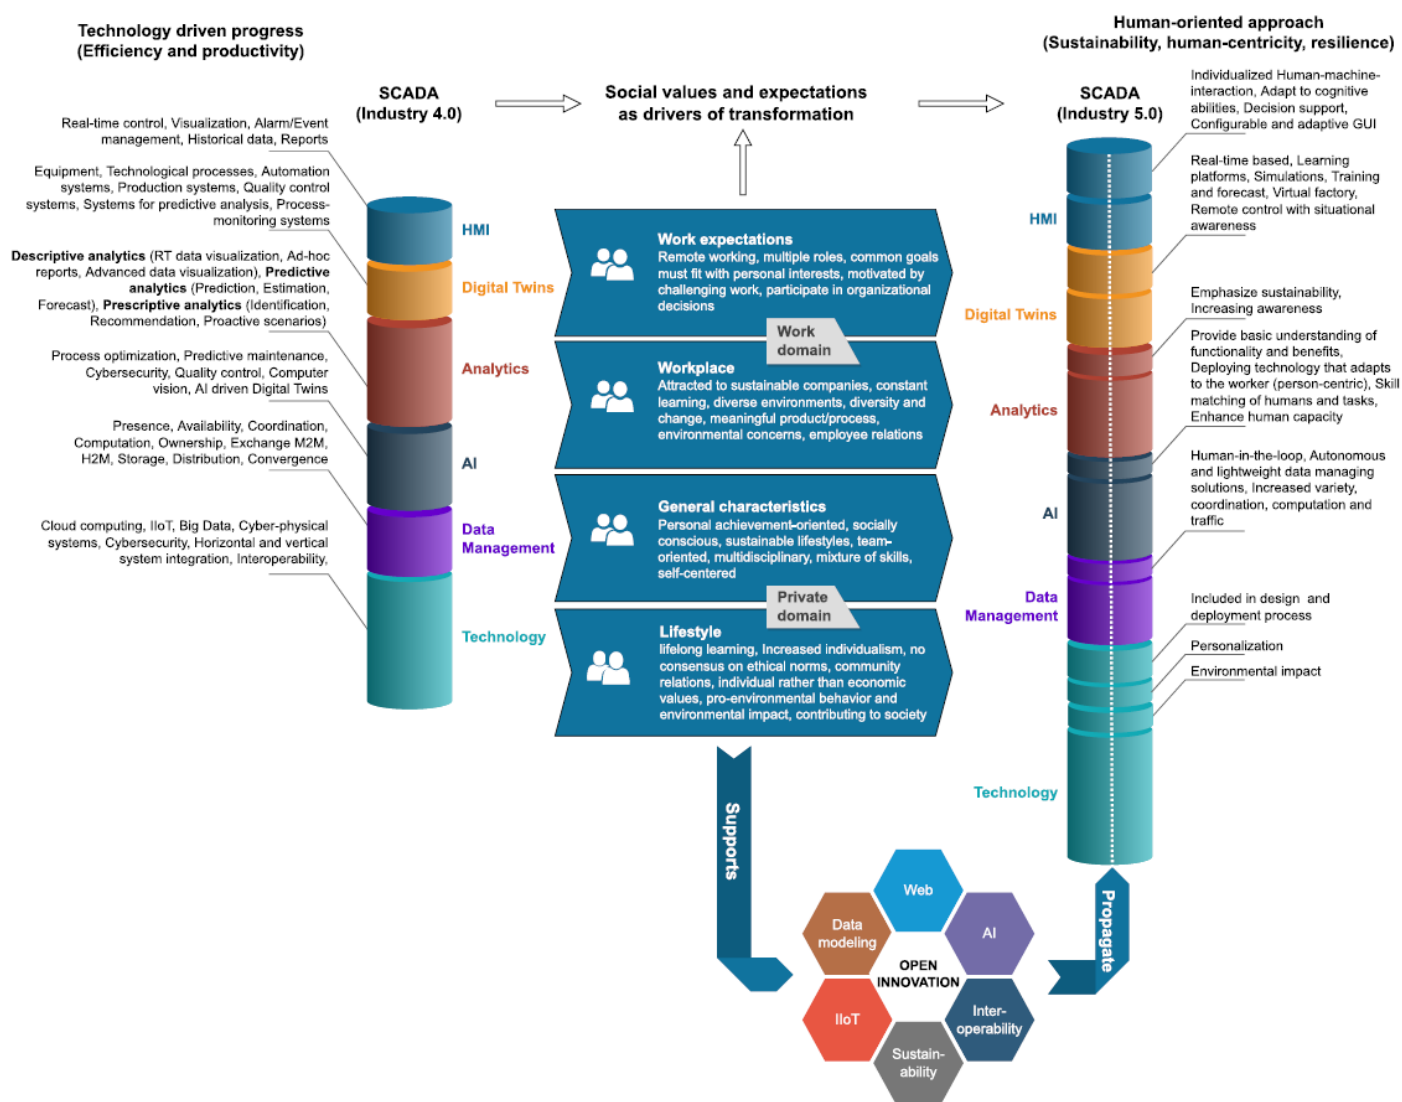 Technology driven progress
(Efficiency and productivity)
Human-oriented approach
(Sustainability, human-centricity, resilience)
SCADA
(Industry 4.0)
Social values and expectations
as drivers of transformation
SCADA
(Industry 5.0)
Real-time control, Visualization, Alarm/Event
management, Historical data, Reports
Equipment, Technological processes, Automation
systems, Production systems, Quality control
systems, Systems for predictive analysis, Process-
monitoring systems
Descriptive analytics (RT data visualization, Ad-hoc
reports, Advanced data visualization), Predictive
analytics (Prediction, Estimation,
Forecast), Prescriptive analytics (Identification,
Recommendation, Proactive scenarios)
Process optimization, Predictive maintenance,
Cybersecurity, Quality control, Computer
vision, AI driven Digital Twins
Presence, Availability, Coordination,
Computation, Ownership, Exchange M2M,
H2M, Storage, Distribution, Convergence
Cloud computing, IIoT, Big Data, Cyber-physical
systems, Cybersecurity, Horizontal and vertical
system integration, Interoperability,
HMI
Digital Twins
Analytics
AI
Data
Management
Technology
Work expectations
Remote working, multiple roles, common goals
must fit with personal interests, motivated by
challenging work, participate in organizational
decisions
Work
domain
Workplace
Attracted to sustainable companies, constant
learning, diverse environments, diversity and
change, meaningful product/process,
environmental concerns, employee relations
General characteristics
Personal achievement-oriented, socially
conscious, sustainable lifestyles, team-
oriented, multidisciplinary, mixture of skills,
self-centered
Private
domain
Lifestyle
lifelong learning, Increased individualism, no
consensus on ethical norms, community
relations, individual rather than economic
values, pro-environmental behavior and
environmental impact, contributing to society
HMI
Digital Twins
Analytics
AI
Data
Management
Technology
Individualized Human-machine-
interaction, Adapt to cognitive
abilities, Decision support,
Configurable and adaptive GUI
Real-time based, Learning
platforms, Simulations, Training
and forecast, Virtual factory,
Remote control with situational
awareness
Emphasize sustainability,
Increasing awareness
Provide basic understanding of
functionality and benefits,
Deploying technology that adapts
to the worker (person-centric), Skill
matching of humans and tasks,
Enhance human capacity
Human-in-the-loop, Autonomous
and lightweight data managing
solutions, Increased variety,
coordination, computation and
traffic
Included in design and
deployment process
Personalization
Environmental impact
Supports
Propagate
Web
Data
modeling
AI
OPEN
INNOVATION
IIoT
Inter-
operability
Sustain-
ability